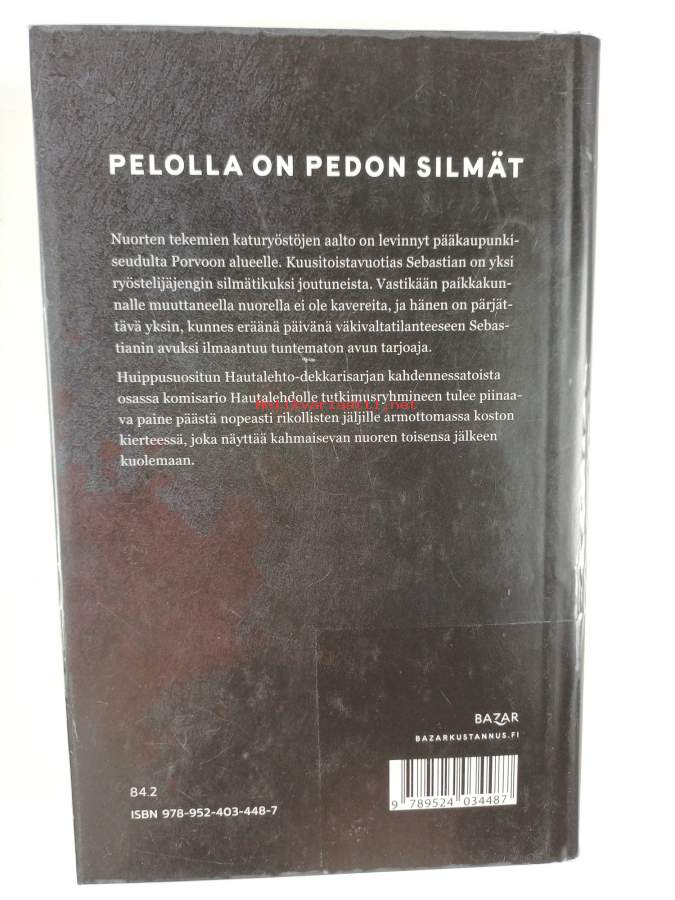 PELOLLA ON PEDON SILMÄT
Nuorten tekemien katuryöstöjen aalto on levinnyt pääkaupunki-
seudulta Porvoon alueelle. Kuusitoistavuotias Sebastian on yksi
ryöstelijäjengin silmätikuksi joutuneista. Vastikään paikkakun-
nalle muuttaneella nuorella ei ole kavereita, ja hänen on pärjät-
tävä yksin, kunnes eräänä päivänä väkivaltatilanteeseen Sebas-
tianin avuksi ilmaantuu tuntematon avun tarjoaja.
Huippusuositun Hautalehto-dekkarisarjan kahdennessatoista
osassa komisario Hautalehdolle tutkimusryhmineen tulee piinaa-
va paine päästä nopeasti rikollisten jäljille armottomassa koston
kierteessä, joka näyttää kahmaisevan nuoren toisensa jälkeen
kuolemaan.
BAZAR
BAZARKUSTANNUS.FI
84.2
ISBN 978-952-403-448-7
9 789524 034487